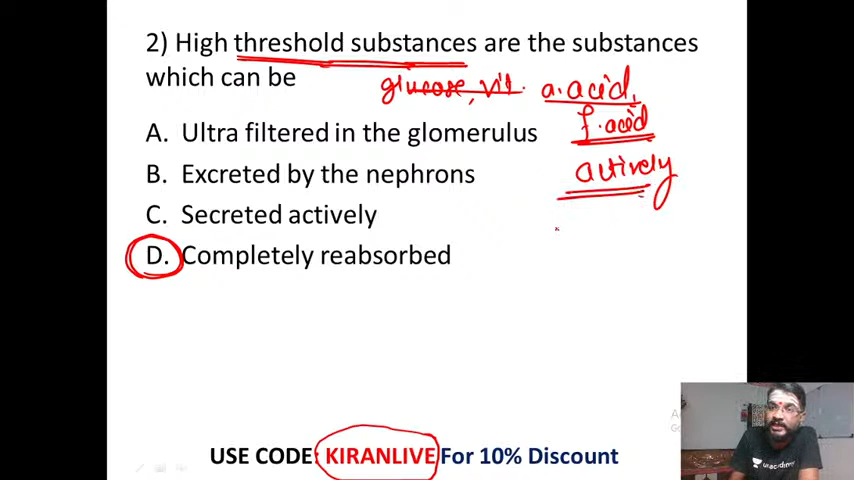 2) High threshold substances are the substances
which can be
glucose, vit. a. acid,
f. acid
actively
A. Ultra filtered in the glomerulus
B. Excreted by the nephrons
C. Secreted actively
D. Completely reabsorbed
USE CODE: KIRANLIVE For 10% Discount